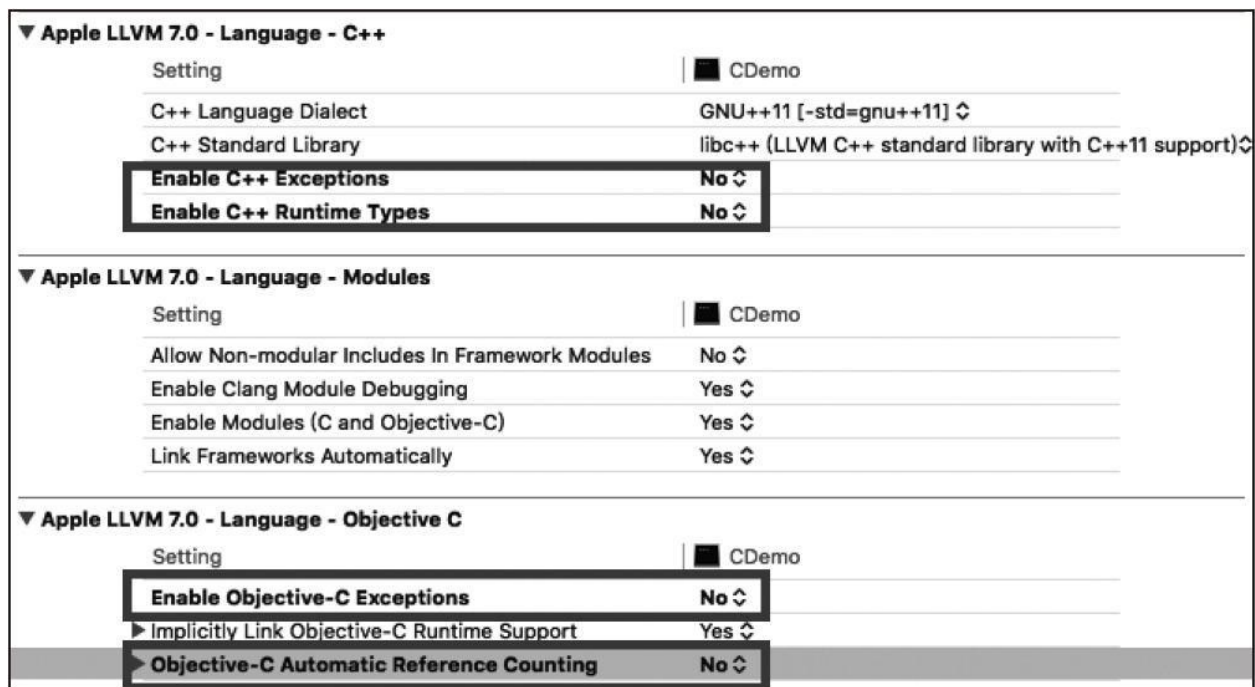 Apple LLVM 7.0 - Language - C++
Setting CDemo
C++ Language Dialect GNU++11 [-std=gnu++11]
C++ Standard Library libc++ (LLVM C++ standard library with C++11 support)
Enable C++ Exceptions No
Enable C++ Runtime Types No
Apple LLVM 7.0 - Language - Modules
Setting CDemo
Allow Non-modular Includes In Framework Modules No
Enable Clang Module Debugging Yes
Enable Modules (C and Objective-C) Yes
Link Frameworks Automatically Yes
Apple LLVM 7.0 - Language - Objective C
Setting CDemo
Enable Objective-C Exceptions No
Implicitly Link Objective-C Runtime Support Yes
Objective-C Automatic Reference Counting No